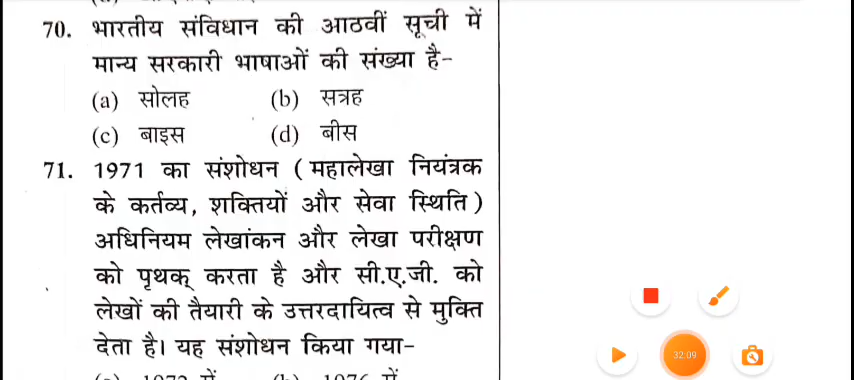 70. भारतीय संविधान की आठवीं सूची में
मान्य सरकारी भाषाओं की संख्या है-
(a) सोलह (b) सत्रह
(c) बाइस (d) बीस
71. 1971 का संशोधन (महालेखा नियंत्रक
के कर्तव्य, शक्तियों और सेवा स्थिति)
अधिनियम लेखांकन और लेखा परीक्षण
को पृथक् करता है और सी.ए.जी. को
लेखों की तैयारी के उत्तरदायित्व से मुक्ति
देता है। यह संशोधन किया गया-
32:09